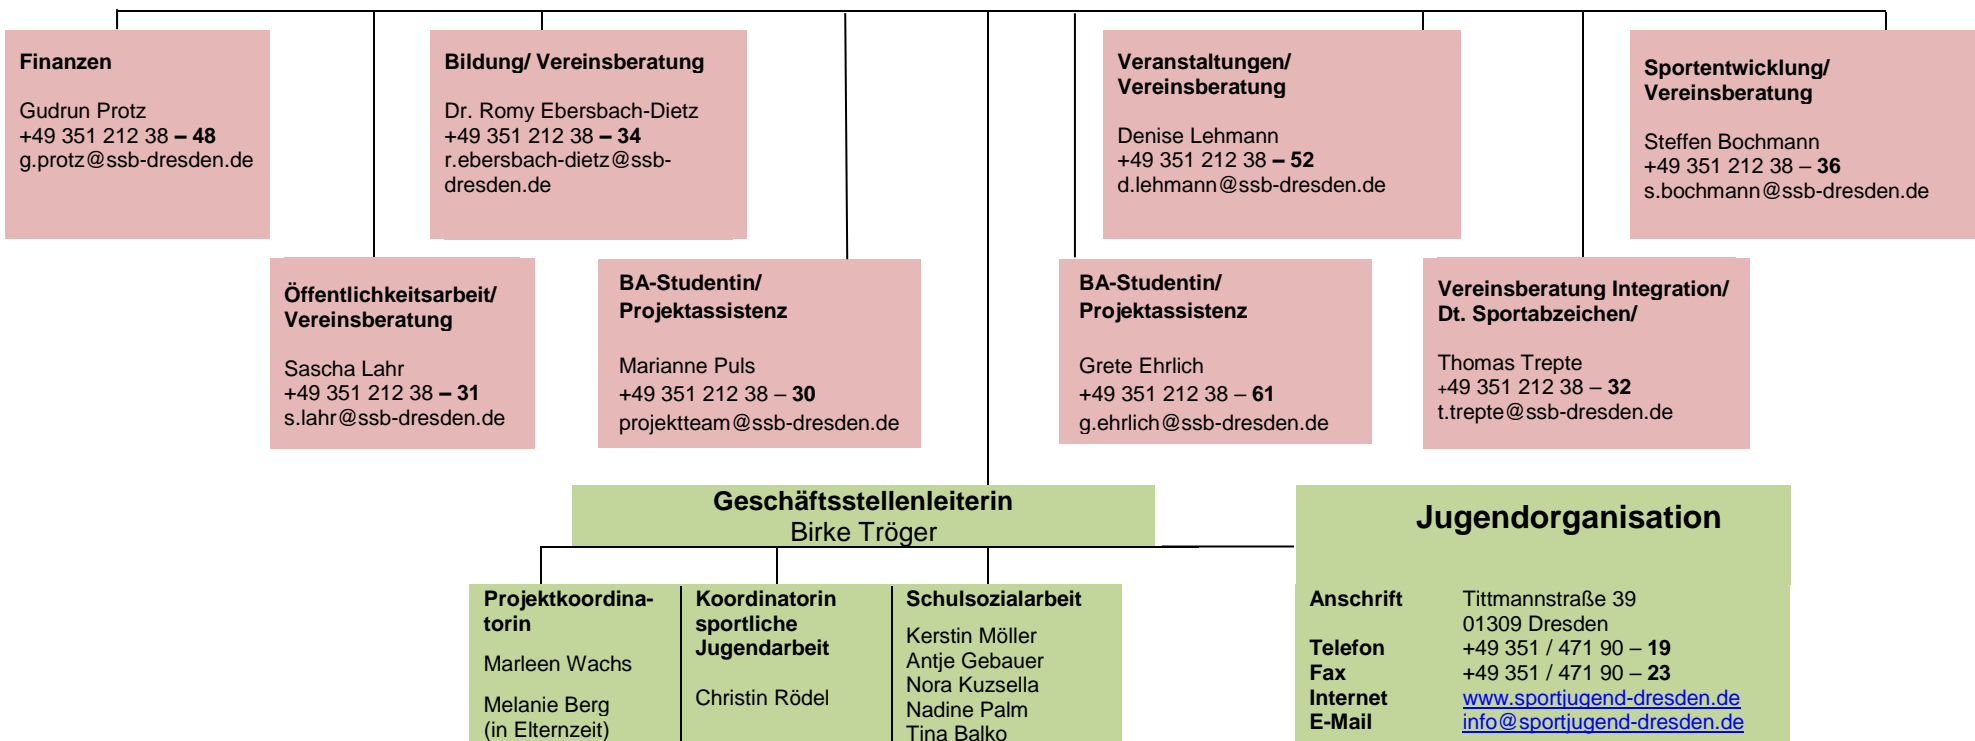 Finanzen
Gudrun Protz
+49 351 212 38 – 48
g.protz@ssb-dresden.de
Bildung/ Vereinsberatung
Dr. Romy Ebersbach-Dietz
+49 351 212 38 – 34
r.ebersbach-dietz@ssb-
dresden.de
Veranstaltungen/
Vereinsberatung
Denise Lehmann
+49 351 212 38 – 52
d.lehmann@ssb-dresden.de
Sportentwicklung/
Vereinsberatung
Steffen Bochmann
+49 351 212 38 – 36
s.bochmann@ssb-dresden.de
Öffentlichkeitsarbeit/
Vereinsberatung
Sascha Lahr
+49 351 212 38 – 31
s.lahr@ssb-dresden.de
BA-Studentin/
Projektassistenz
Marianne Puls
+49 351 212 38 – 30
projektteam@ssb-dresden.de
BA-Studentin/
Projektassistenz
Grete Ehrlich
+49 351 212 38 – 61
g.ehrlich@ssb-dresden.de
Vereinsberatung Integration/
Dt. Sportabzeichen/
Thomas Trepte
+49 351 212 38 – 32
t.trepte@ssb-dresden.de
Geschäftsstellenleiterin
Birke Tröger
Projektkoordina-
torin
Marleen Wachs
Melanie Berg
(in Elternzeit)
Koordinatorin
sportliche
Jugendarbeit
Christin Rödel
Schulsozialarbeit
Kerstin Möller
Antje Gebauer
Nora Kuzsella
Nadine Palm
Tina Balko
Jugendorganisation
Anschrift Tittmannstraße 39
01309 Dresden
Telefon +49 351 / 471 90 – 19
Fax +49 351 / 471 90 – 23
Internet www.sportjugend-dresden.de
E-Mail info@sportjugend-dresden.de